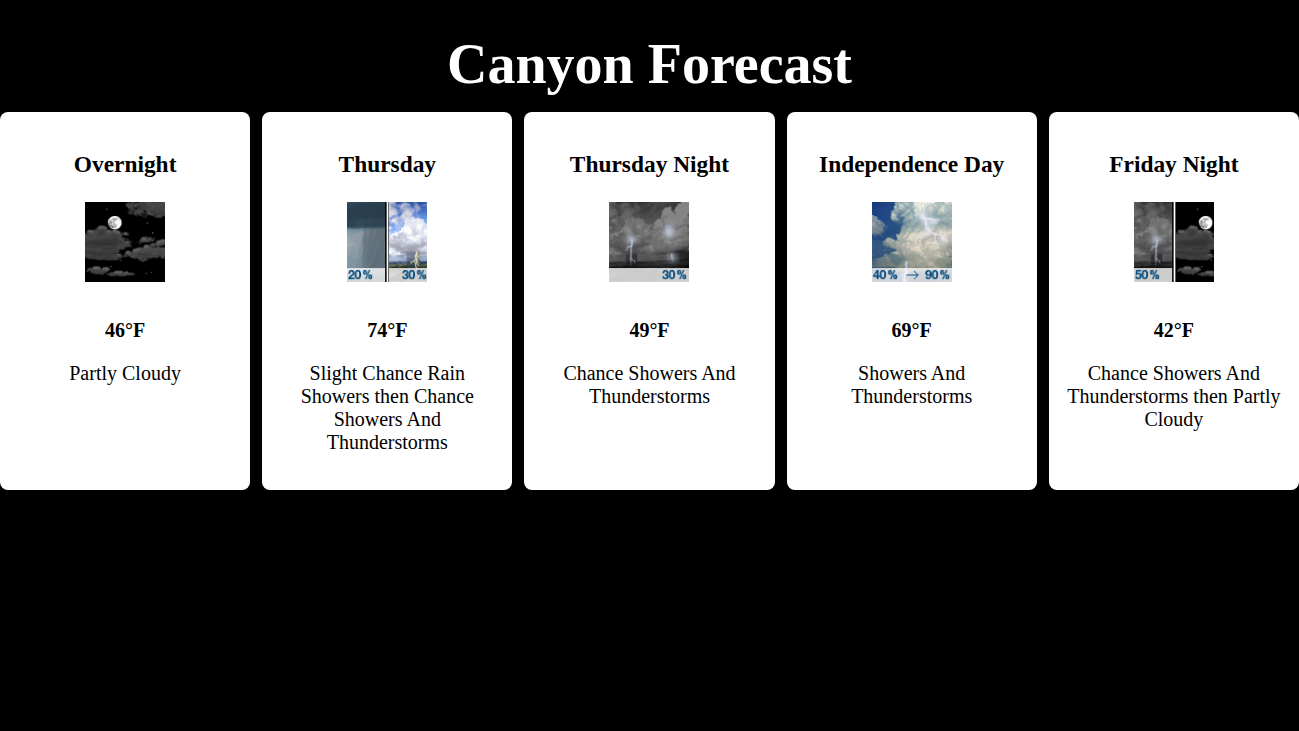 Canyon Forecast
Overnight
46°F
Partly Cloudy
Thursday
20% 30%
74°F
Slight Chance Rain
Showers then Chance
Showers And
Thunderstorms
Thursday Night
30%
49°F
Chance Showers And
Thunderstorms
Independence Day
40% → 90%
69°F
Showers And
Thunderstorms
Friday Night
50%
42°F
Chance Showers And
Thunderstorms then Partly
Cloudy